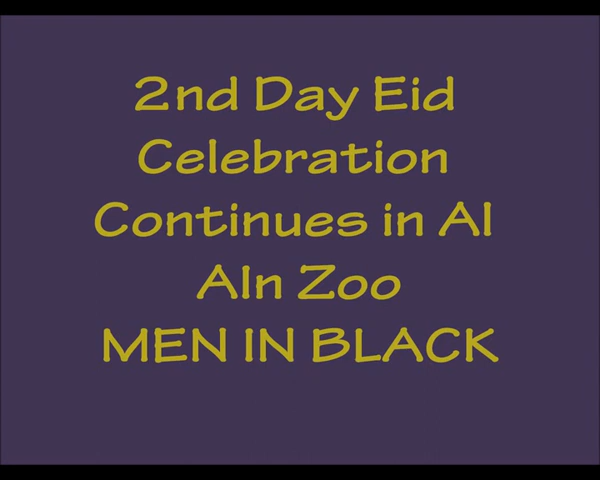 2nd Day Eid
Celebration
Continues in Al
AIn Zoo
MEN IN BLACK